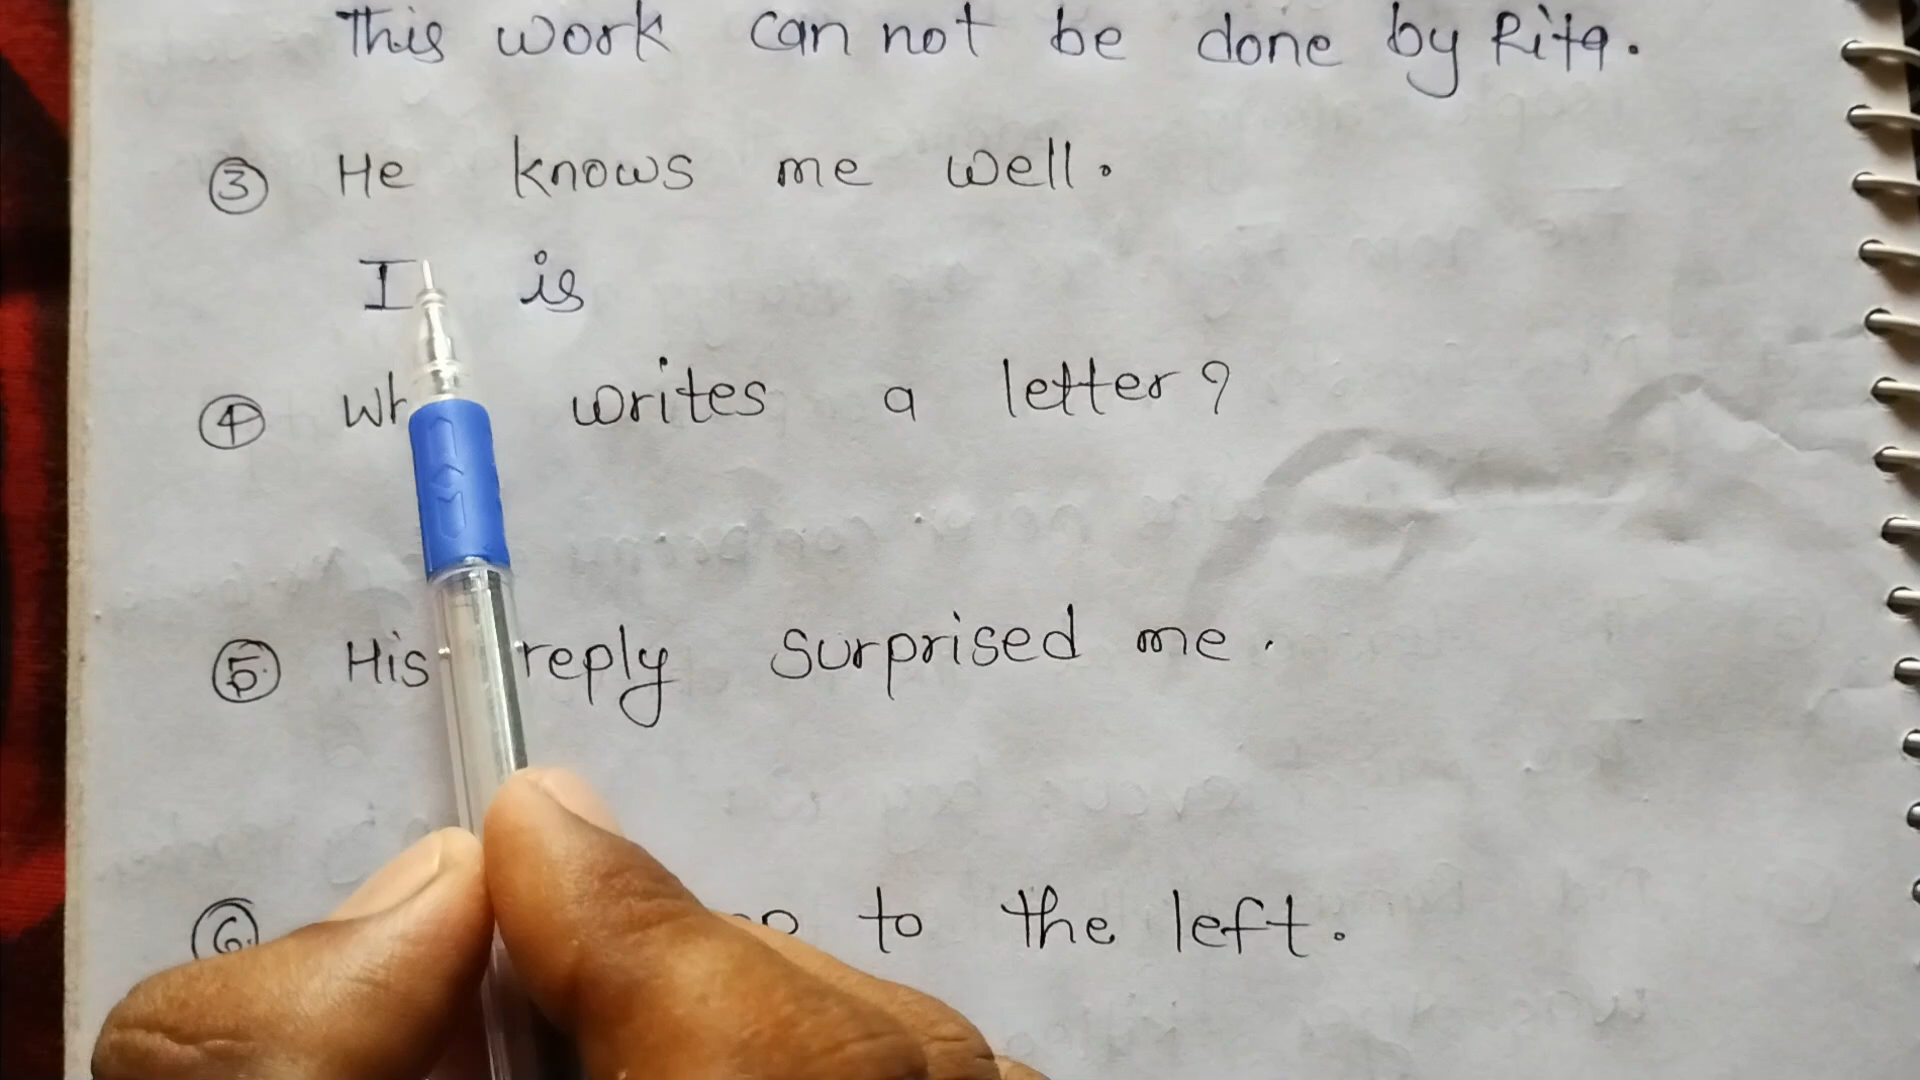 This work can not be done by Rita.
③ He knows me well.
I is
④ writes a letter?
⑤ His reply surprised me.
⑥ to the left.